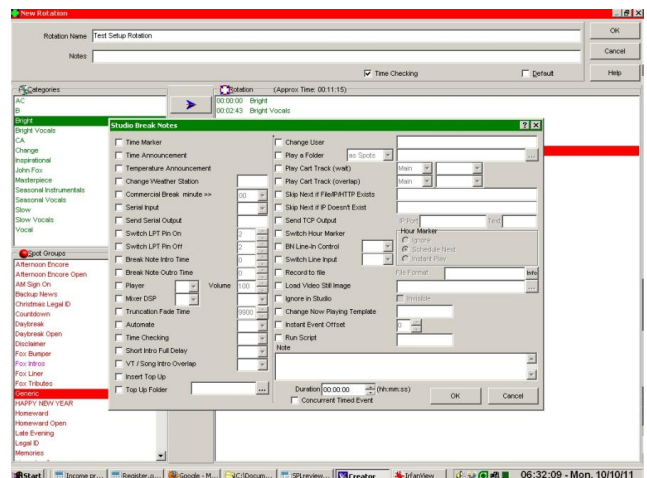 New Rotation
Rotation Name Test Setup Rotation
OK
Notes
Cancel
Time Checking
Default
Help
Categories
Rotation (Approx Time: 00:11:15)
AC
B
Bright
Bright Vocals
CA
Change
Inspirational
John Fox
Masterpiece
Seasonal Instrumentals
Seasonal Vocals
Slow
Slow Vocals
Vocal
00:00:00 Bright
00:02:43 Bright Vocals
Spot Groups
Afternoon Encore
Afternoon Encore Open
AM Sign On
Backup News
Christmas Legal ID
Countdown
Daybreak
Daybreak Open
Disclaimer
Fox Bumper
Fox Intros
Fox Liner
Fox Tributes
Generic
HAPPY NEW YEAR
Homeward
Homeward Open
Late Evening
Legal ID
Memories
Studio Break Notes
Time Marker
Time Announcement
Temperature Announcement
Change Weather Station
Commercial Break minute >> 00
Serial Input 00
Send Serial Output
Switch LPT Pin On 2
Switch LPT Pin Off 2
Break Note Intro Time 0
Break Note Outro Time 0
Player Volume 100
Mixer DSP
Truncation Fade Time 9900
Automate
Time Checking
Short Intro Full Delay
VT / Song Intro Overlap
Insert Top Up
Top Up Folder ...
Change User
Play a Folder as Spots ...
Play Cart Track (wait) Main
Play Cart Track (overlap) Main
Skip Next if File/IP/HTTP Exists
Skip Next if IP Doesn't Exist
Send TCP Output IP:Port Text
Switch Hour Marker
Hour Marker
Ignore
Schedule Next
Instant Play
BN Line-In Control
Switch Line Input
Record to file File Format Info
Load Video Still Image ...
Ignore in Studio Invisible
Change Now Playing Template
Instant Event Offset 0
Run Script
Note
Duration 00:00:00 (hh:mm:ss)
Concurrent Timed Event
OK
Cancel
Start Income pr... Register.o... Google - M... C:\Docum... SPLreview... Creator IrfanView 06:32:09 - Mon. 10/10/11